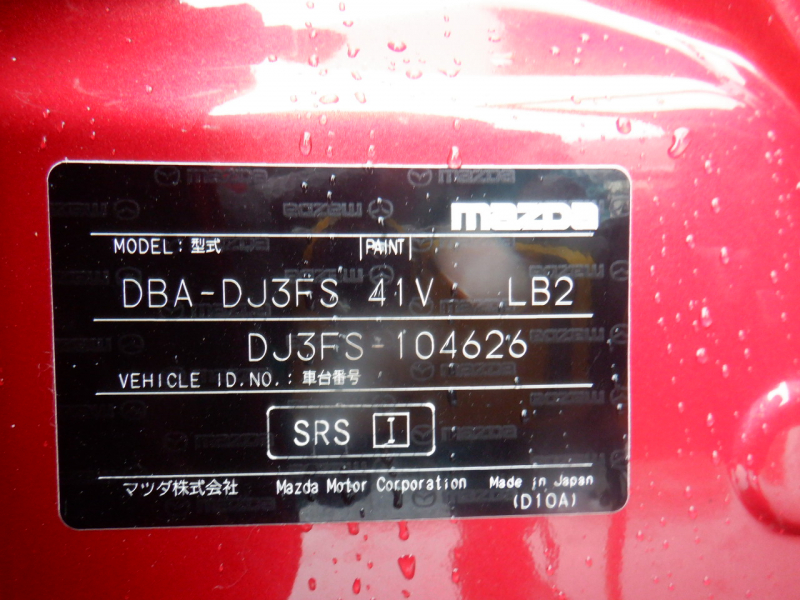 mazda
MODEL : 型式 PAINT
DBA-DJ3FS 41V LB2
DJ3FS-104626
VEHICLE ID.NO. : 車台番号
SRS I
マツダ株式会社 Mazda Motor Corporation Made in Japan
(D10A)